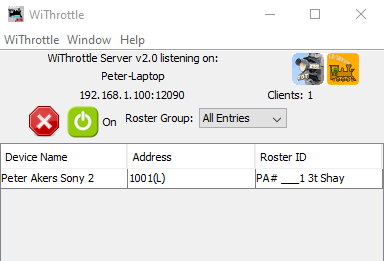 WiThrottle
WiThrottle Window Help
WiThrottle Server v2.0 listening on:
Peter-Laptop
192.168.1.100:12090 Clients: 1
On Roster Group: All Entries
Device Name Address Roster ID
Peter Akers Sony 2 1001(L) PA# ___1 3t Shay